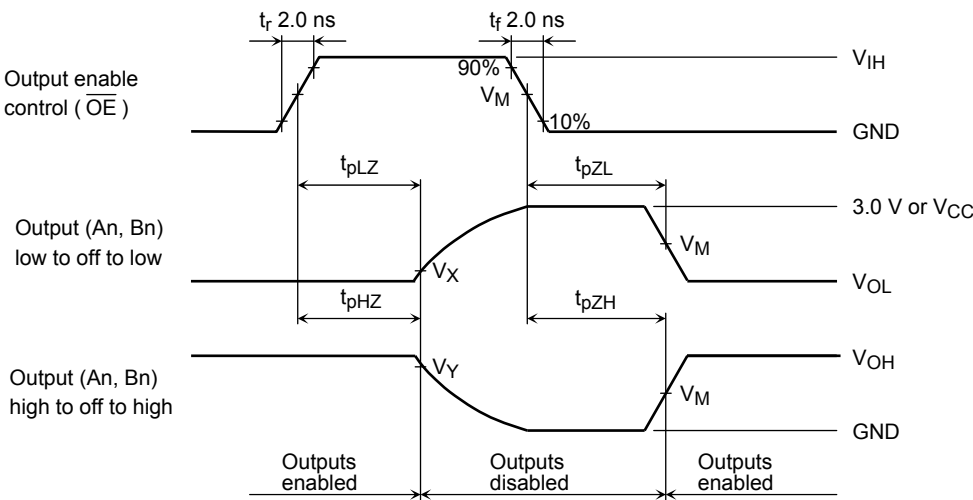 tr 2.0 ns
tf 2.0 ns
Output enable
control ( OE )
90%
VM
10%
VIH
GND
tpLZ
tpZL
Output (An, Bn)
low to off to low
VX
VM
3.0 V or VCC
VOL
tpHZ
tpZH
Output (An, Bn)
high to off to high
VY
VM
VOH
GND
Outputs
enabled
Outputs
disabled
Outputs
enabled